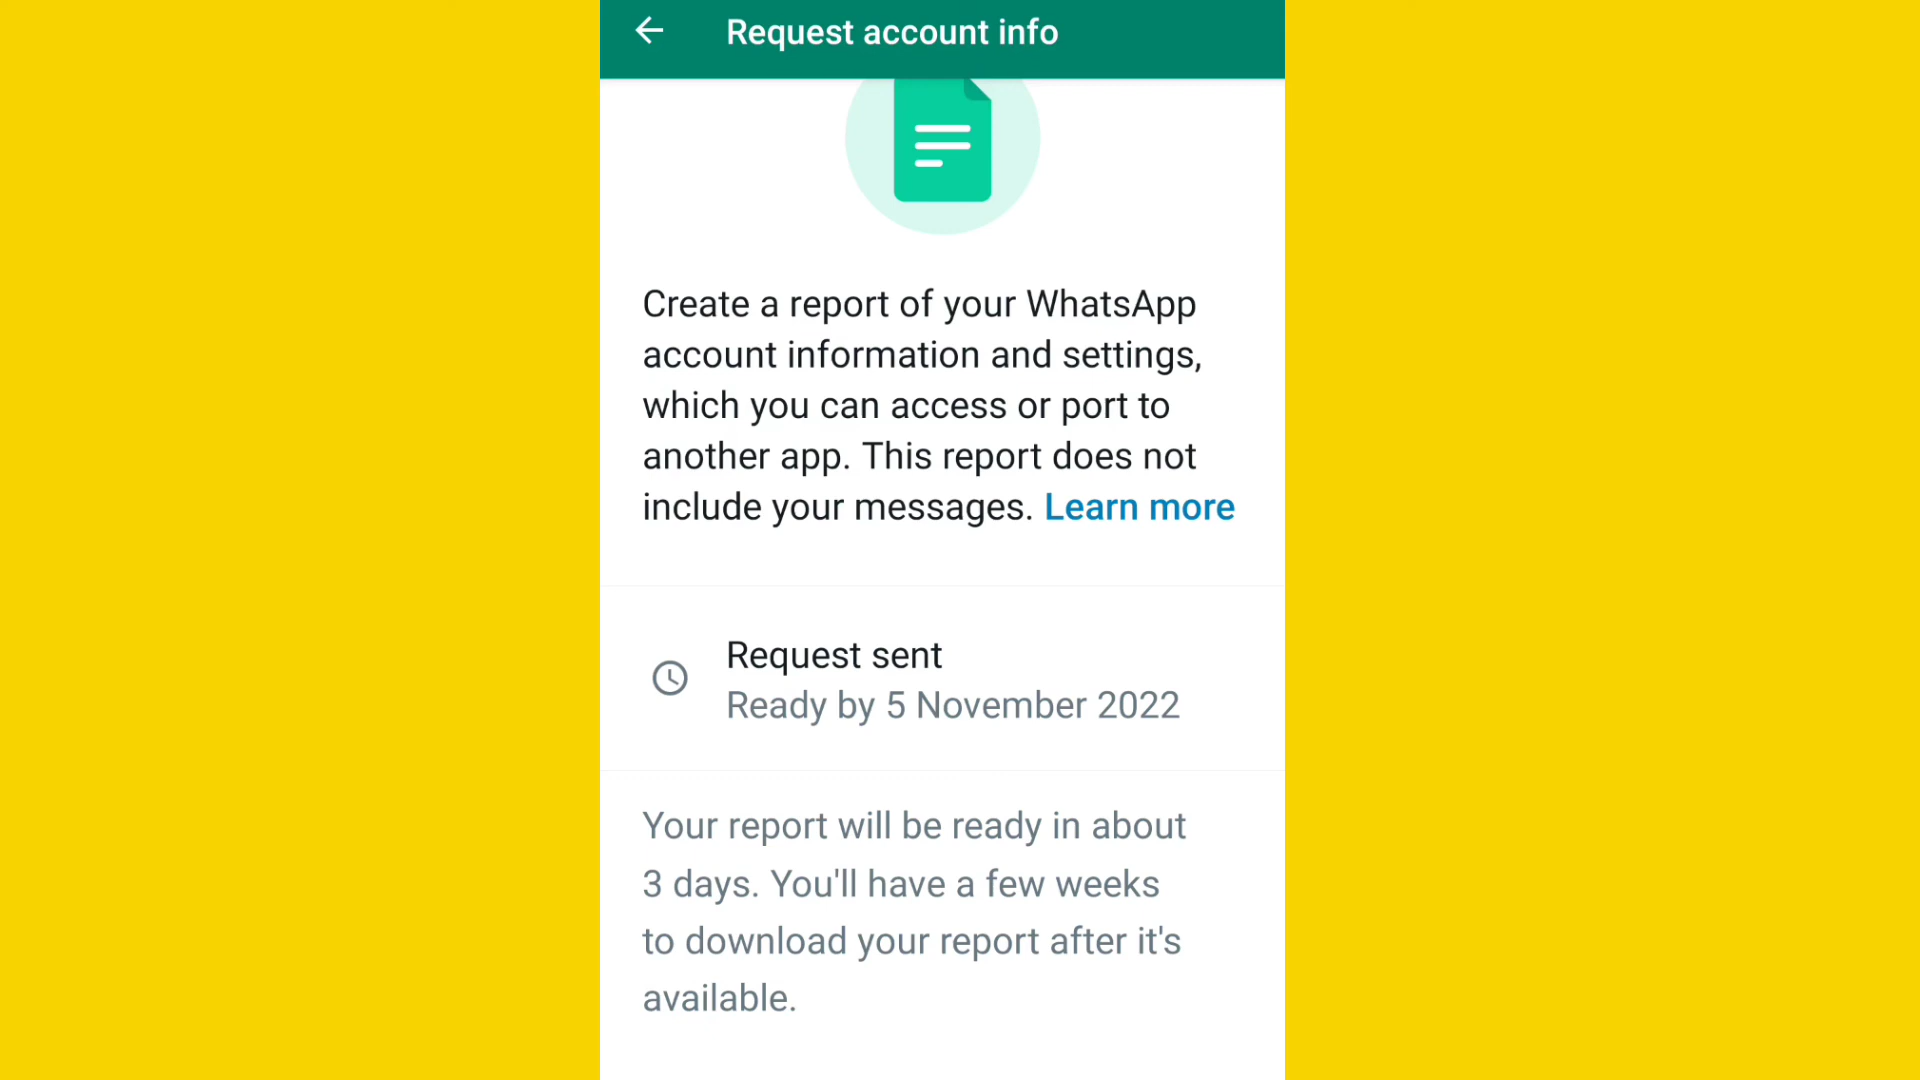 Request account info
Create a report of your WhatsApp
account information and settings,
which you can access or port to
another app. This report does not
include your messages. Learn more
Request sent
Ready by 5 November 2022
Your report will be ready in about
3 days. You'll have a few weeks
to download your report after it's
available.